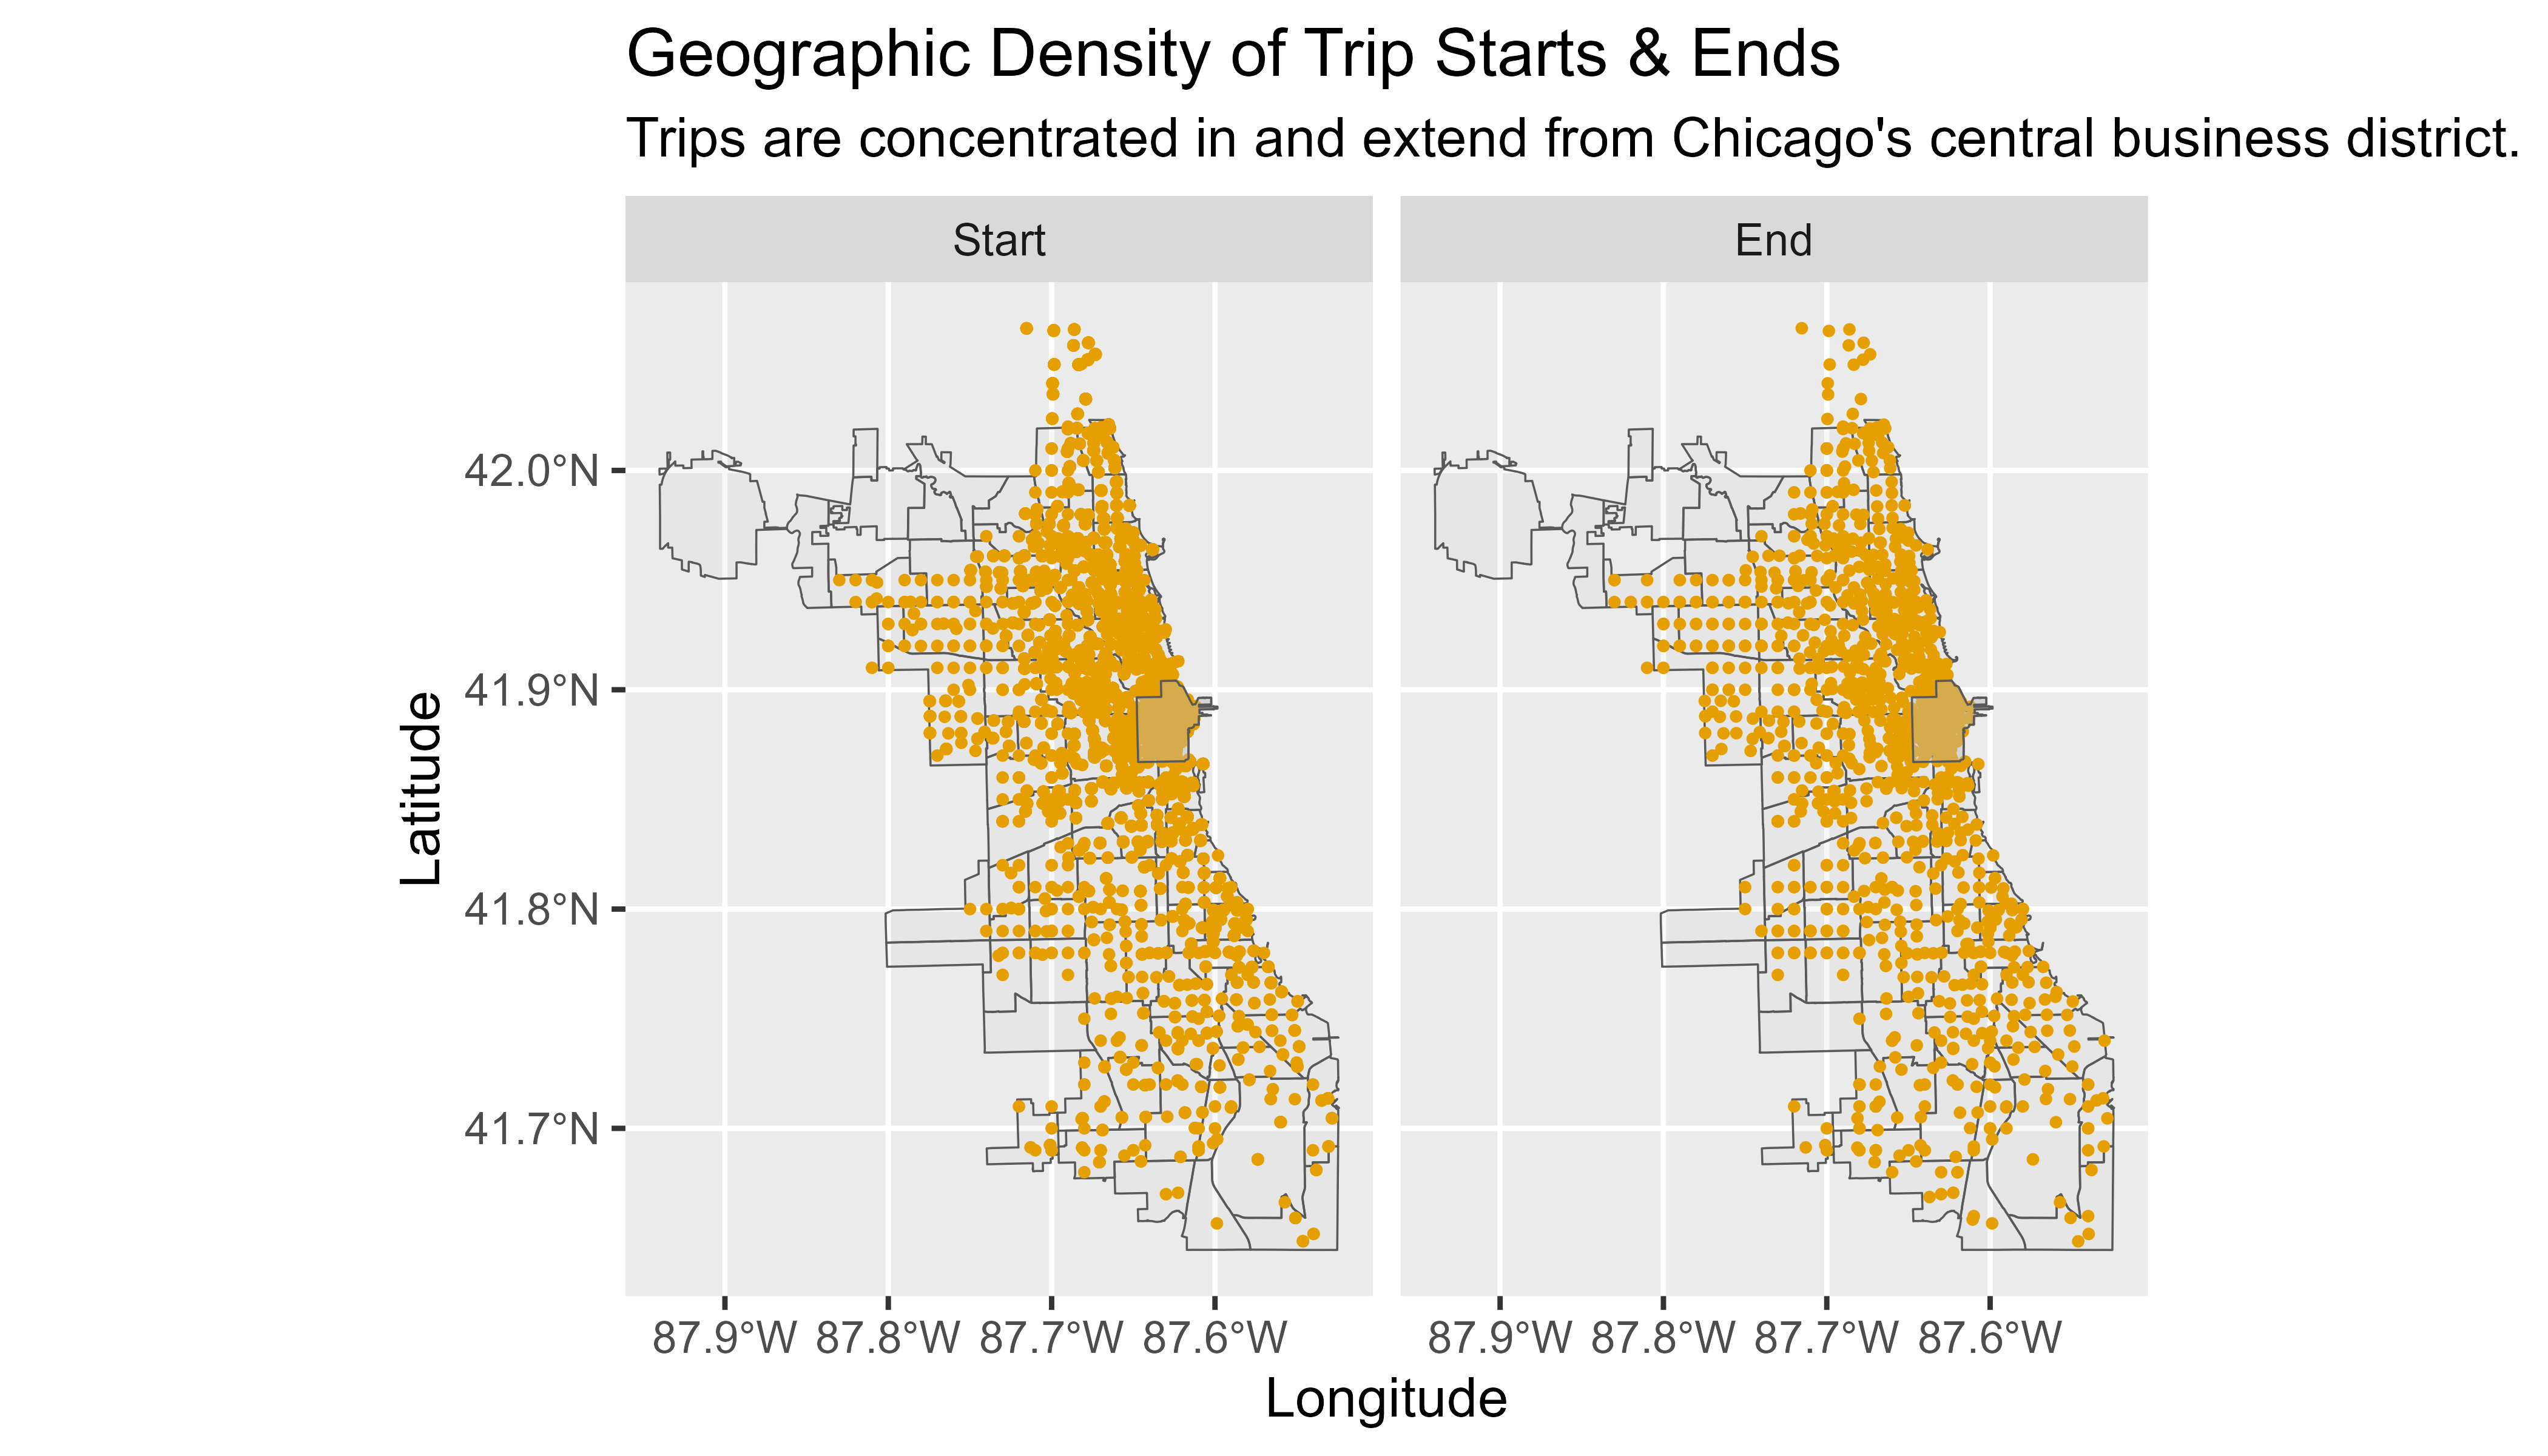 Geographic Density of Trip Starts & Ends
Trips are concentrated in and extend from Chicago's central business district.
Start
End
42.0°N
41.9°N
41.8°N
41.7°N
Latitude
87.9°W 87.8°W 87.7°W 87.6°W
87.9°W 87.8°W 87.7°W 87.6°W
Longitude